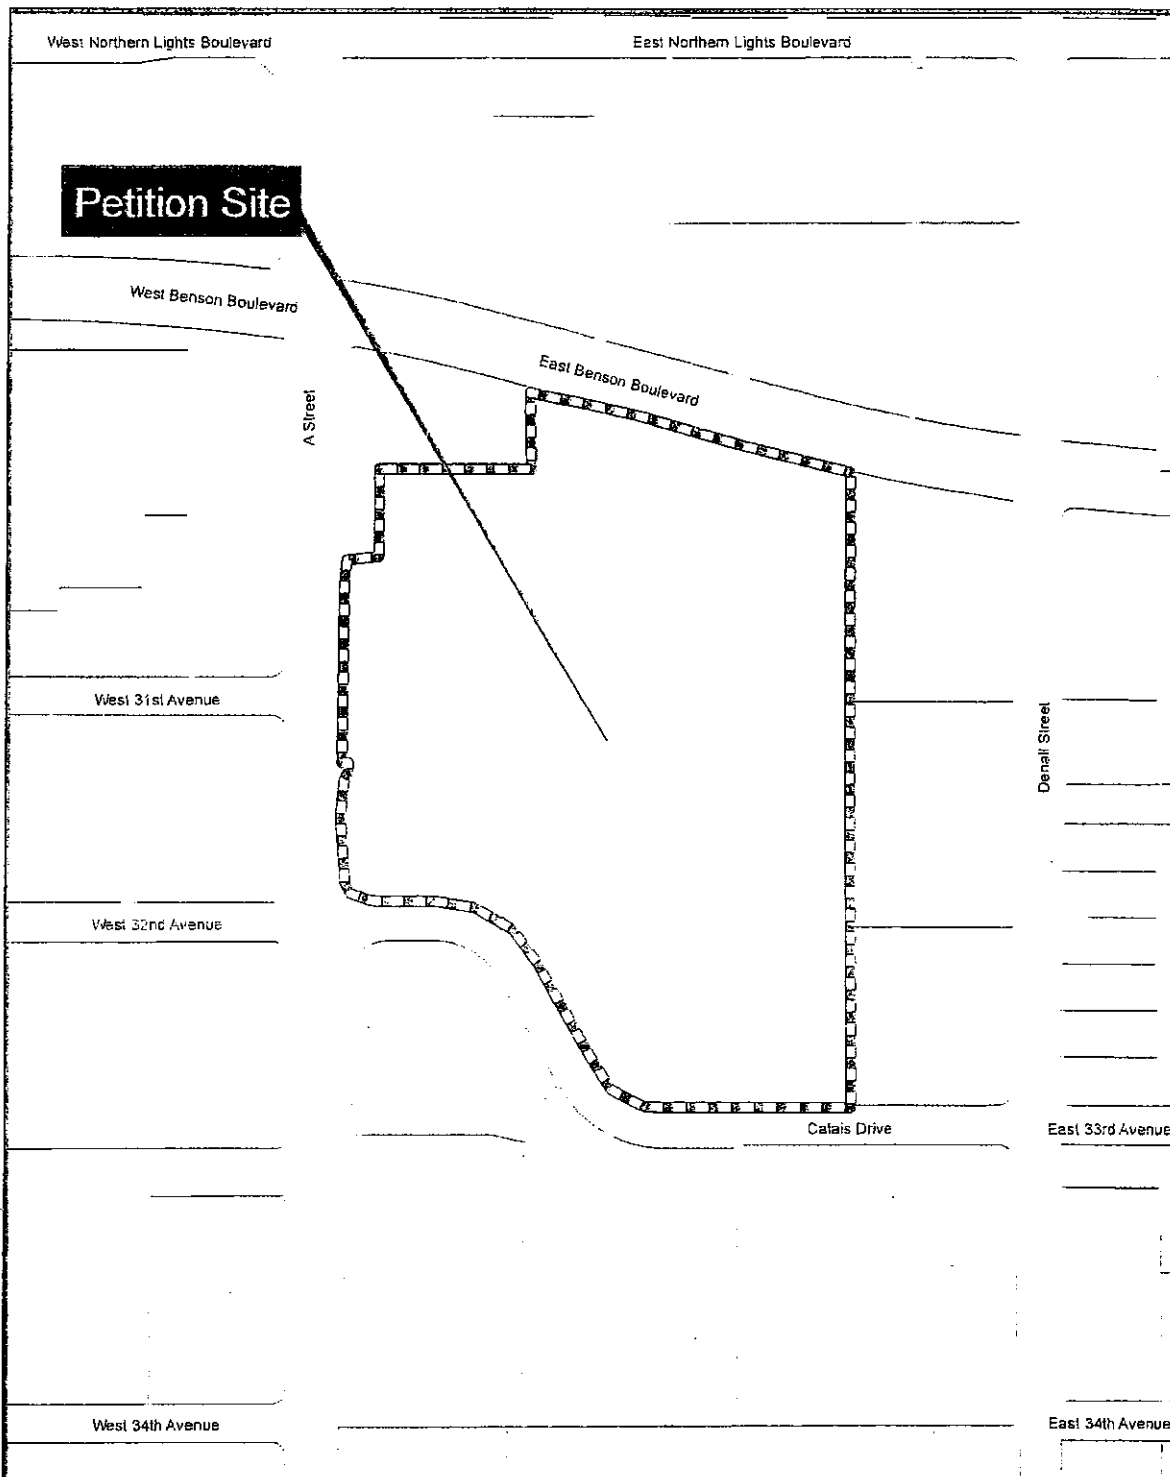 West Northern Lights Boulevard
East Northern Lights Boulevard
Petition Site
West Benson Boulevard
East Benson Boulevard
A Street
West 31st Avenue
Denali Street
West 32nd Avenue
Calais Drive
East 33rd Avenue
West 34th Avenue
East 34th Avenue